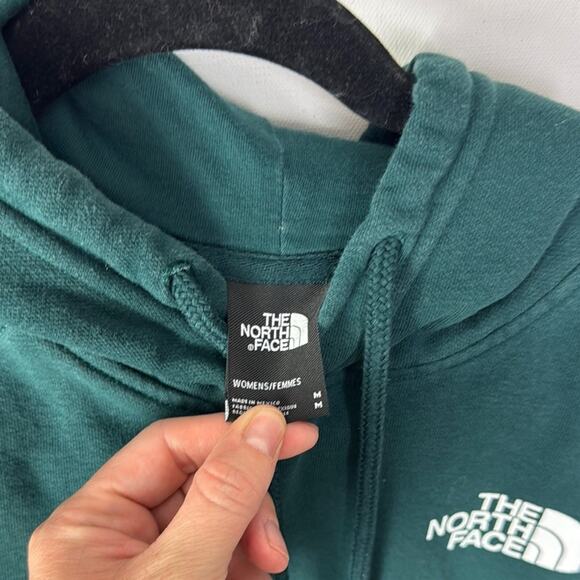 THE
NORTH
®FACE
WOMENS/FEMMES
M
M
MADE IN MEXICO
THE
NORTH
FACE